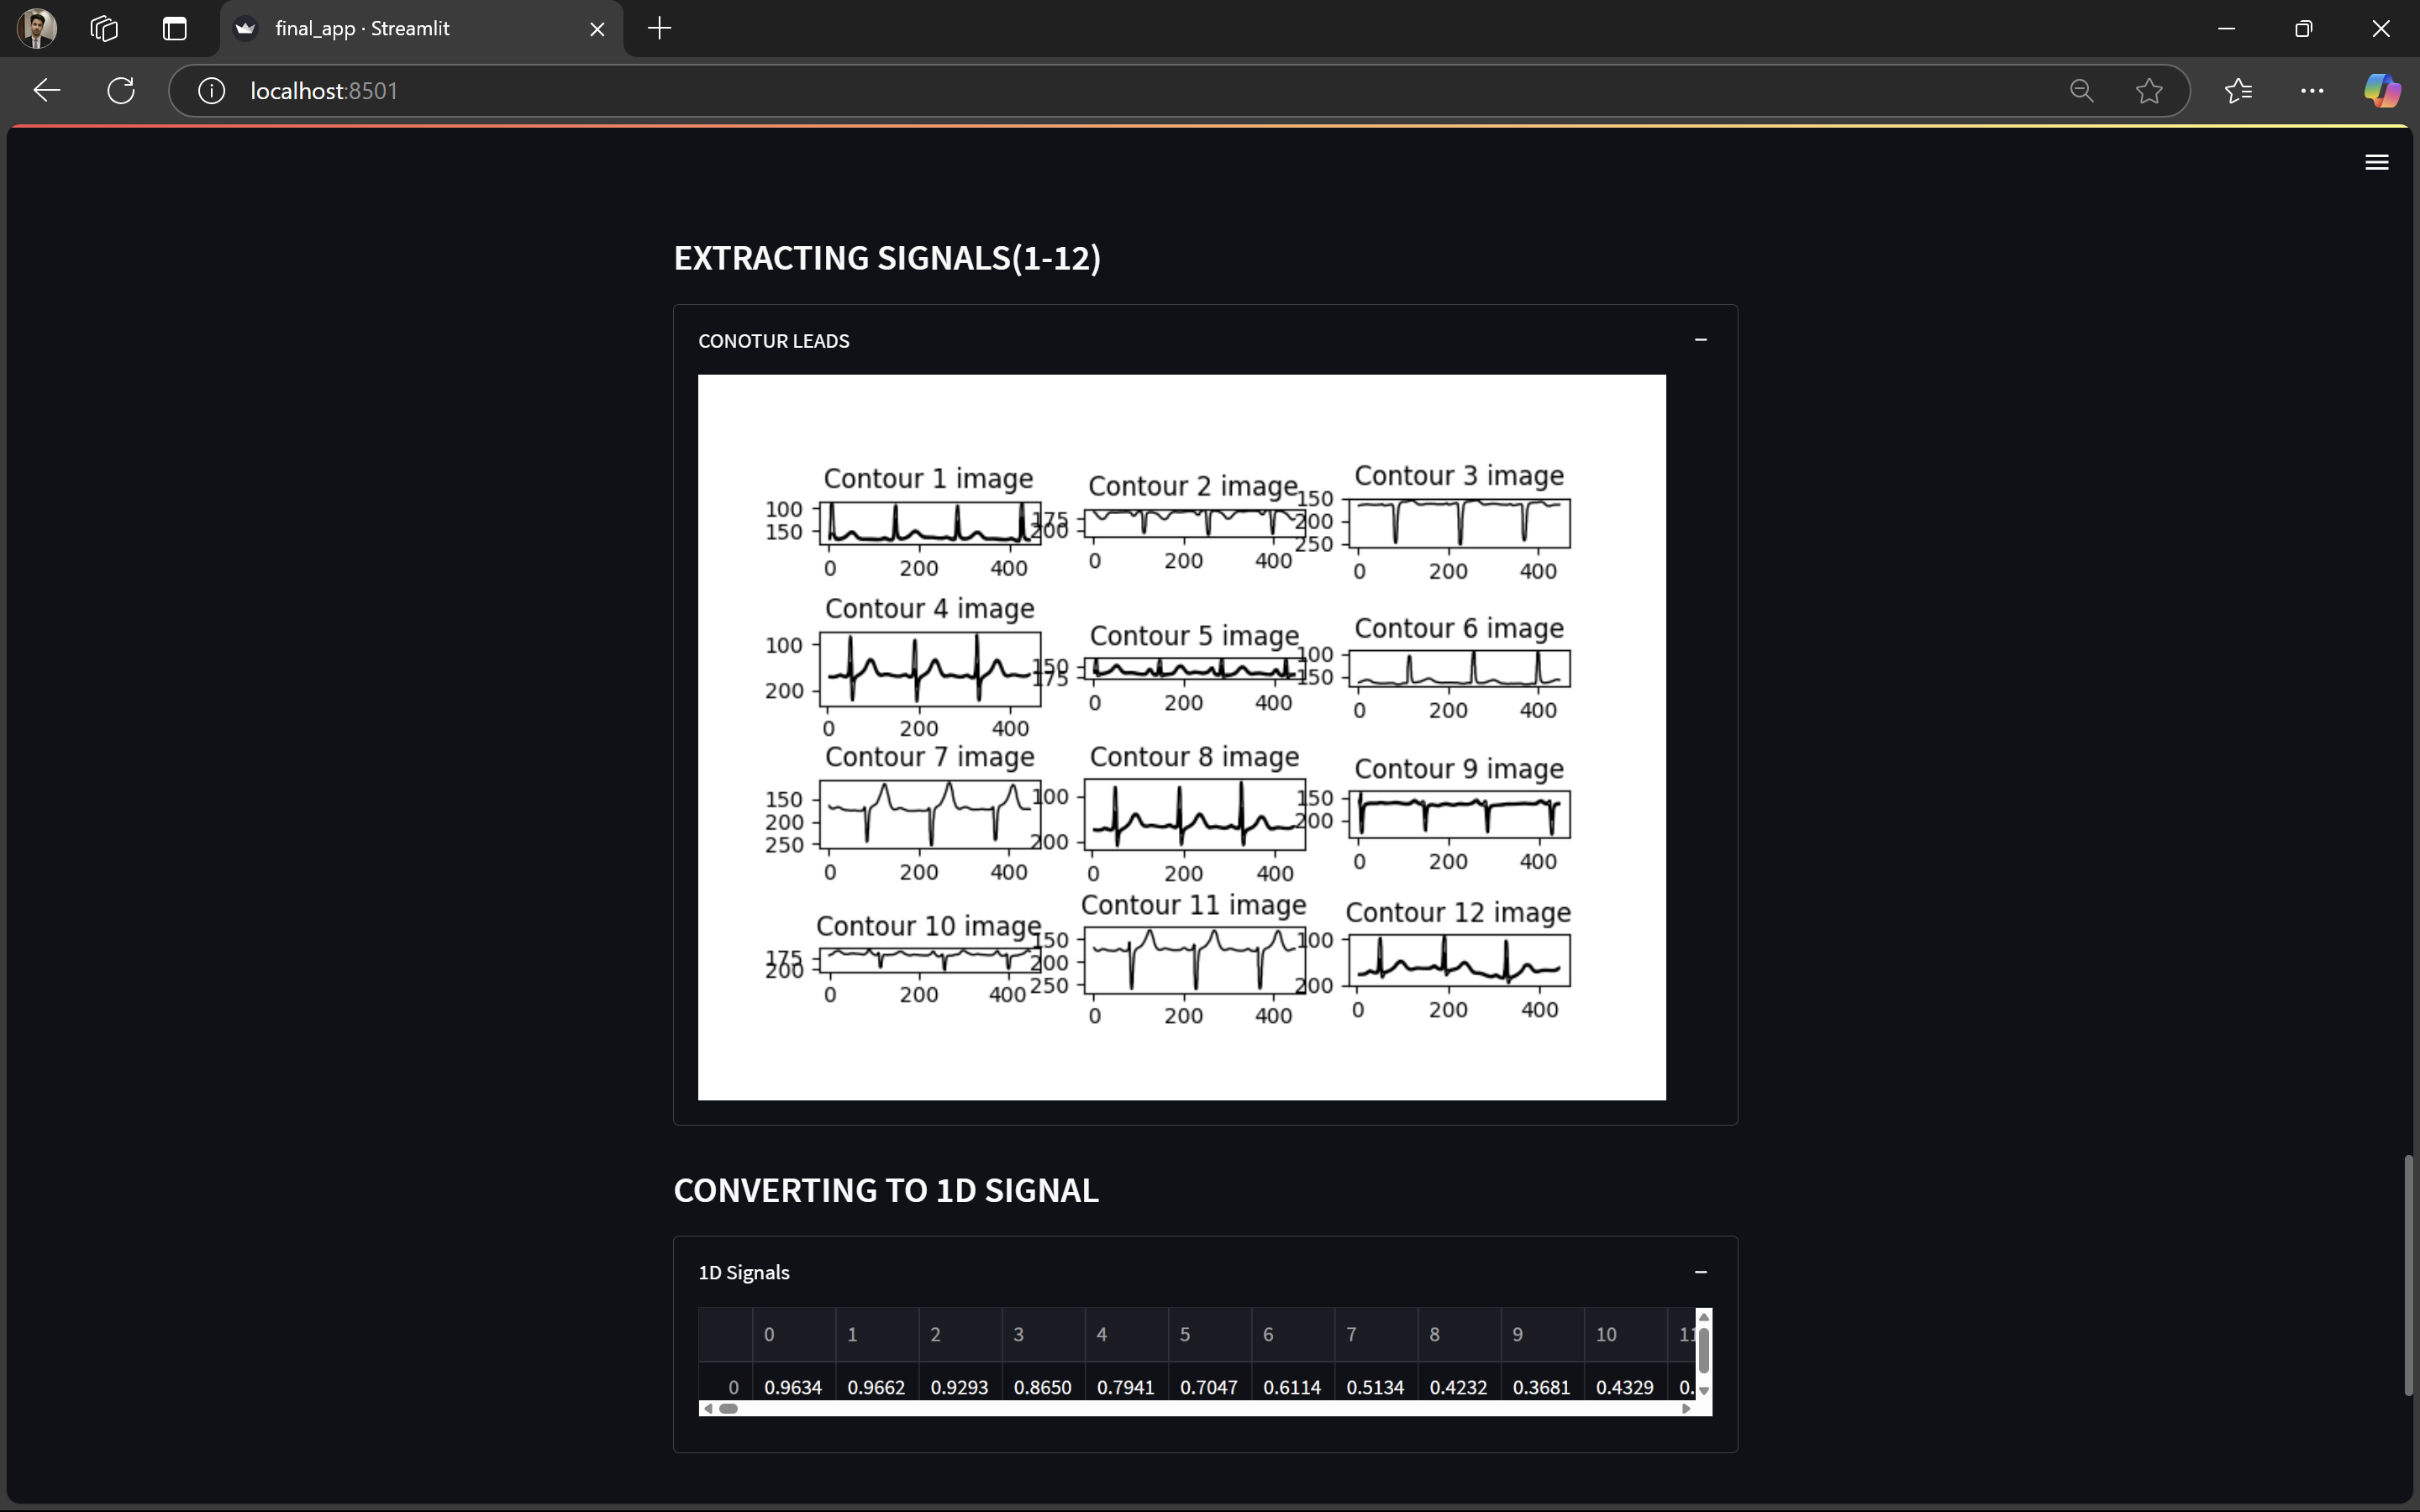 final_app · Streamlit
localhost:8501
EXTRACTING SIGNALS(1-12)
CONOTUR LEADS
Contour 1 image
100
150
0 200 400
Contour 2 image
175
200
0 200 400
Contour 3 image
150
200
250
0 200 400
Contour 4 image
100
200
0 200 400
Contour 5 image
150
175
0 200 400
Contour 6 image
100
150
0 200 400
Contour 7 image
150
200
250
0 200 400
Contour 8 image
100
200
0 200 400
Contour 9 image
150
200
0 200 400
Contour 10 image
175
200
0 200 400
Contour 11 image
150
200
250
0 200 400
Contour 12 image
100
200
0 200 400
CONVERTING TO 1D SIGNAL
1D Signals
0 1 2 3 4 5 6 7 8 9 10 11
0 0.9634 0.9662 0.9293 0.8650 0.7941 0.7047 0.6114 0.5134 0.4232 0.3681 0.4329 0.